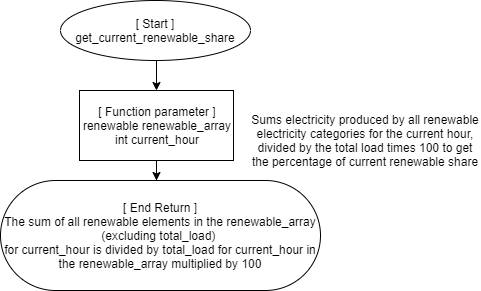 [ Start ]
get_current_renewable_share
[ Function parameter ]
renewable renewable_array
int current_hour
Sums electricity produced by all renewable
electricity categories for the current hour,
divided by the total load times 100 to get
the percentage of current renewable share
[ End Return ]
The sum of all renewable elements in the renewable_array
(excluding total_load)
for current_hour is divided by total_load for current_hour in
the renewable_array multiplied by 100